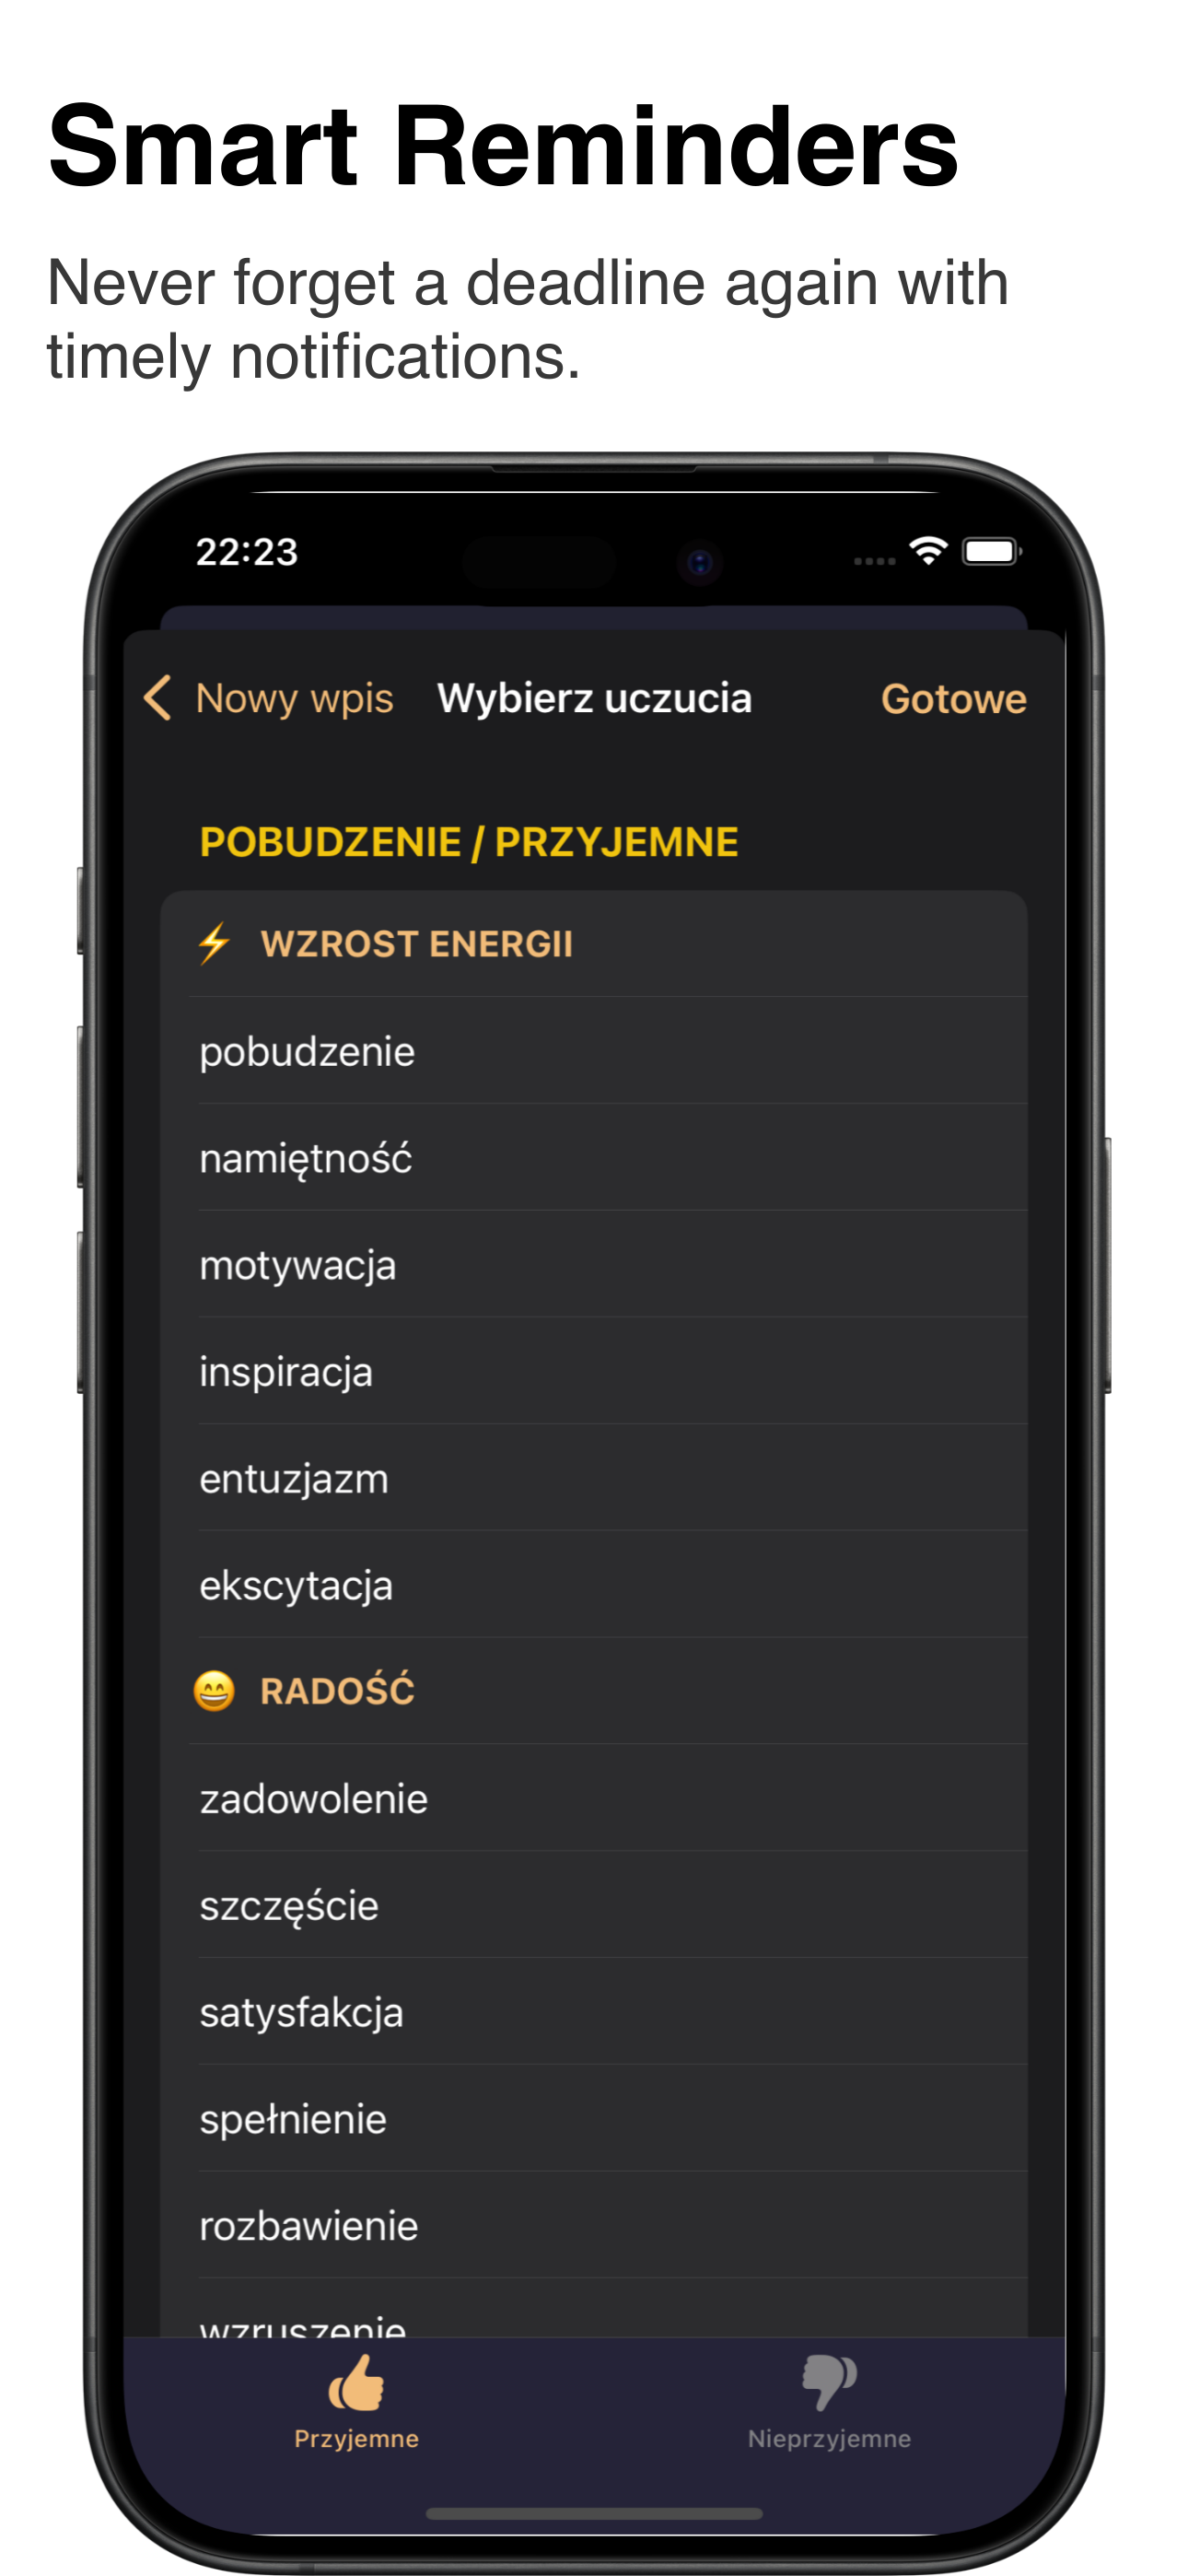 Smart Reminders
Never forget a deadline again with
timely notifications.
22:23
Nowy wpis Wybierz uczucia Gotowe
POBUDZENIE / PRZYJEMNE
WZROST ENERGII
pobudzenie
namiętność
motywacja
inspiracja
entuzjazm
ekscytacja
RADOŚĆ
zadowolenie
szczęście
satysfakcja
spełnienie
rozbawienie
wzruszenie
Przyjemne Nieprzyjemne